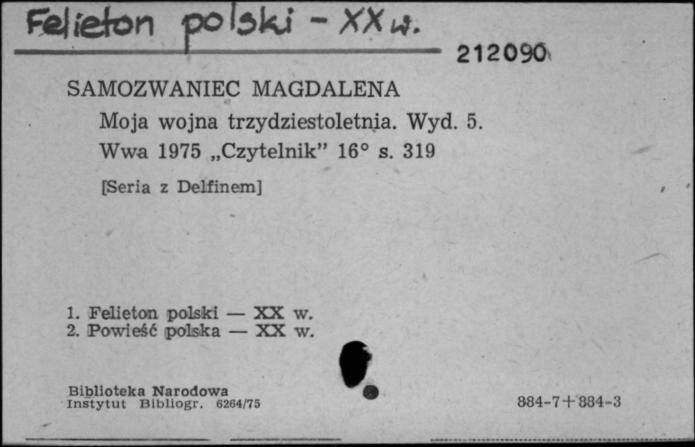 Felieton polski - XX w.
212090
SAMOZWANIEC MAGDALENA
Moja wojna trzydziestoletnia. Wyd. 5.
Wwa 1975 „Czytelnik” 16° s. 319
[Seria z Delfinem]
1. Felieton polski — XX w.
2. Powieść polska — XX w.
Biblioteka Narodowa
Instytut Bibliogr. 6264/75
884-7+884-3